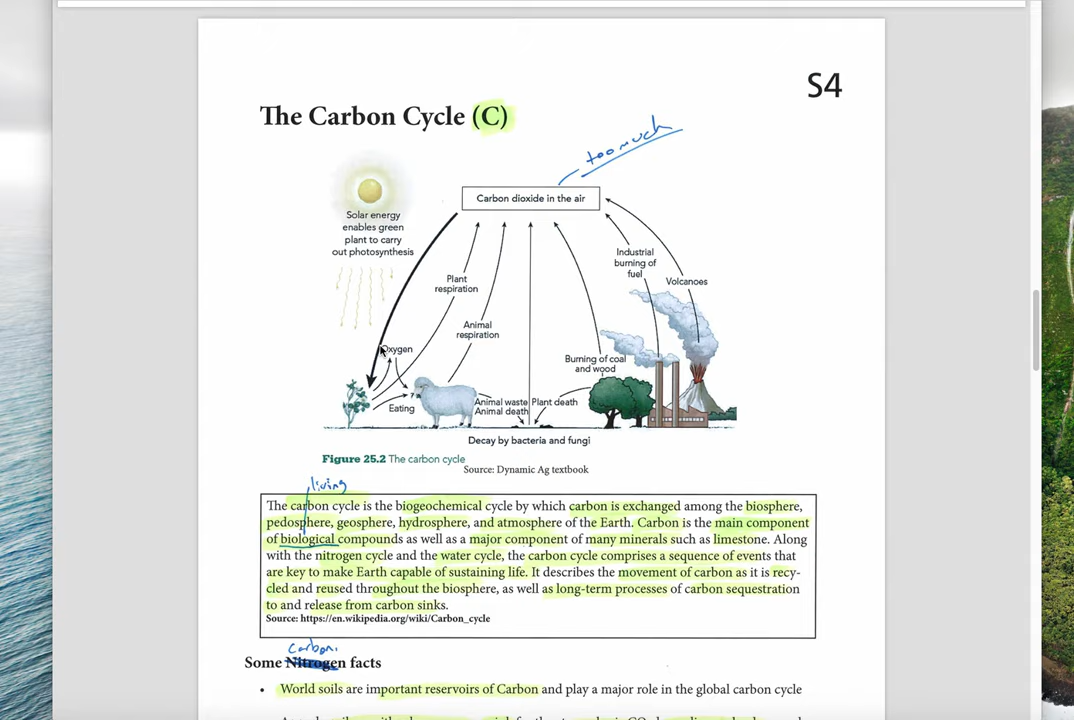 S4
The Carbon Cycle (C)
too much
Carbon dioxide in the air
Solar energy
enables green
plant to carry
out photosynthesis
Plant
respiration
Animal
respiration
Industrial
burning of
fuel
Volcanoes
Oxygen
Burning of coal
and wood
Eating
Animal waste
Animal death
Plant death
Decay by bacteria and fungi
Figure 25.2 The carbon cycle
Source: Dynamic Ag textbook
living
The carbon cycle is the biogeochemical cycle by which carbon is exchanged among the biosphere,
pedosphere, geosphere, hydrosphere, and atmosphere of the Earth. Carbon is the main component
of biological compounds as well as a major component of many minerals such as limestone. Along
with the nitrogen cycle and the water cycle, the carbon cycle comprises a sequence of events that
are key to make Earth capable of sustaining life. It describes the movement of carbon as it is recy-
cled and reused throughout the biosphere, as well as long-term processes of carbon sequestration
to and release from carbon sinks.
Source: https://en.wikipedia.org/wiki/Carbon_cycle
Carbon.
Some Nitrogen facts
• World soils are important reservoirs of Carbon and play a major role in the global carbon cycle